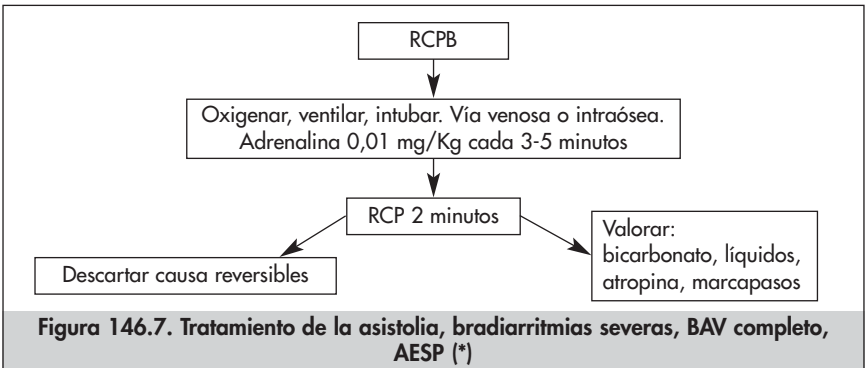 RCPB
Oxigenar, ventilar, intubar. Vía venosa o intraósea.
Adrenalina 0,01 mg/Kg cada 3-5 minutos
RCP 2 minutos
Descartar causa reversibles
Valorar:
bicarbonato, líquidos,
atropina, marcapasos
Figura 146.7. Tratamiento de la asistolia, bradiarritmias severas, BAV completo,
AESP (*)